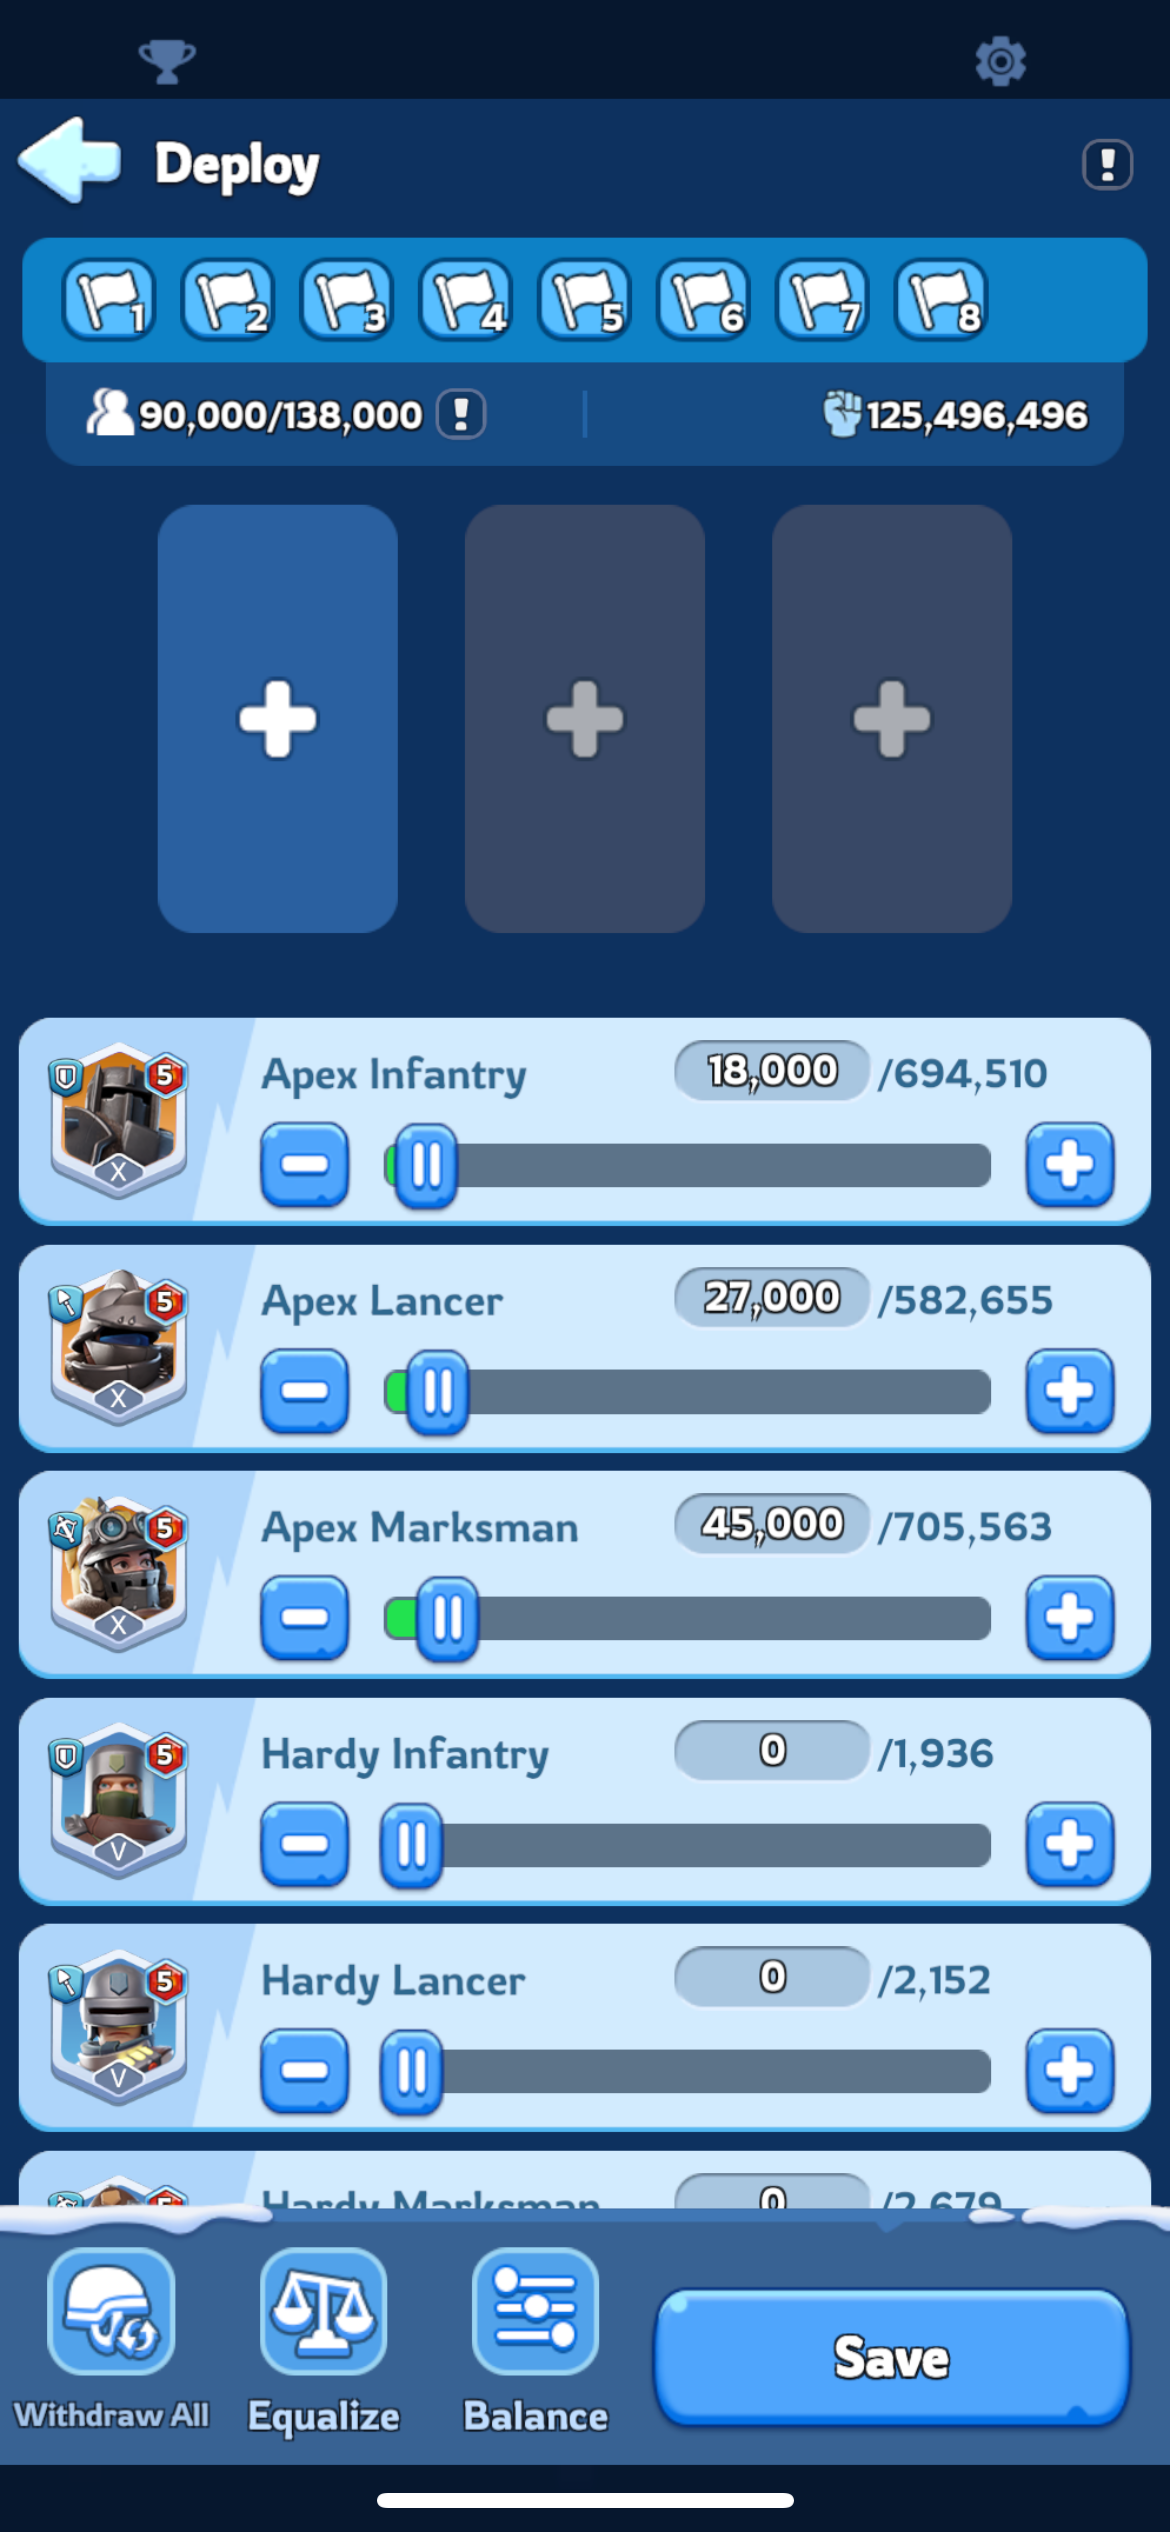 Deploy
!
1 2 3 4 5 6 7 8
90,000/138,000 ! 125,496,496
5
Apex Infantry 18,000 /694,510
X
5
Apex Lancer 27,000 /582,655
X
5
Apex Marksman 45,000 /705,563
X
5
Hardy Infantry 0 /1,936
V
5
Hardy Lancer 0 /2,152
V
5
Hardy Marksman 0 /2,679
Withdraw All Equalize Balance Save